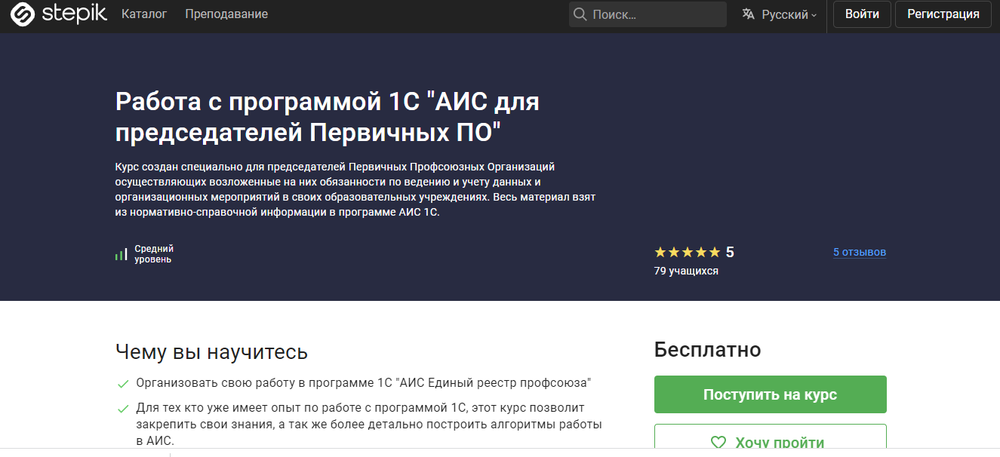 stepik Каталог Преподавание Поиск... Русский Войти Регистрация
Работа с программой 1С "АИС для
председателей Первичных ПО"
Курс создан специально для председателей Первичных Профсоюзных Организаций
осуществляющих возложенные на них обязанности по ведению и учету данных и
организационных мероприятий в своих образовательных учреждениях. Весь материал взят
из нормативно-справочной информации в программе АИС 1С.
Средний
уровень
5
5 отзывов
79 учащихся
Чему вы научитесь
Организовать свою работу в программе 1С "АИС Единый реестр профсоюза"
Для тех кто уже имеет опыт по работе с программой 1С, этот курс позволит
закрепить свои знания, а так же более детально построить алгоритмы работы
в АИС.
Бесплатно
Поступить на курс
Хочу пройти